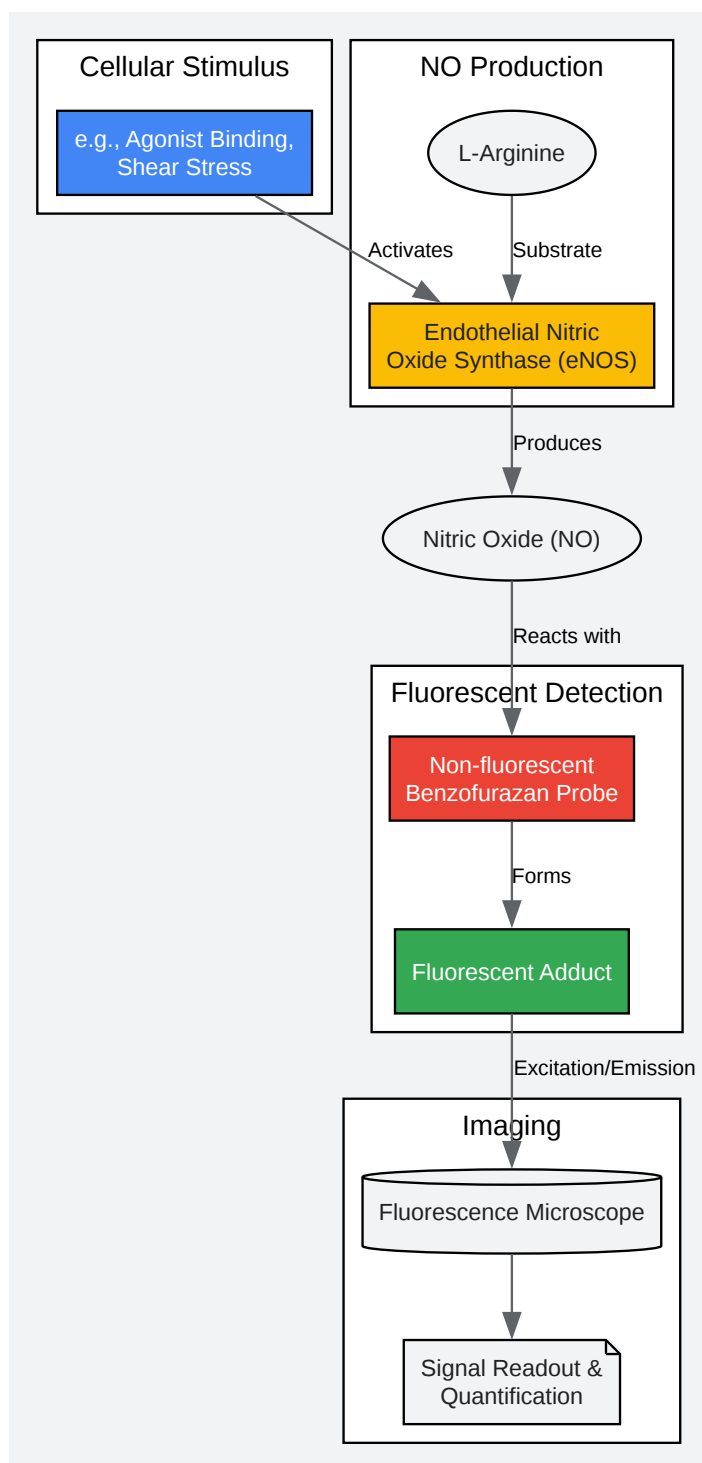 Cellular Stimulus
e.g., Agonist Binding,
Shear Stress
NO Production
L-Arginine
Activates
Substrate
Endothelial Nitric
Oxide Synthase (eNOS)
Produces
Nitric Oxide (NO)
Reacts with
Fluorescent Detection
Non-fluorescent
Benzofurazan Probe
Forms
Fluorescent Adduct
Excitation/Emission
Imaging
Fluorescence Microscope
Signal Readout &
Quantification